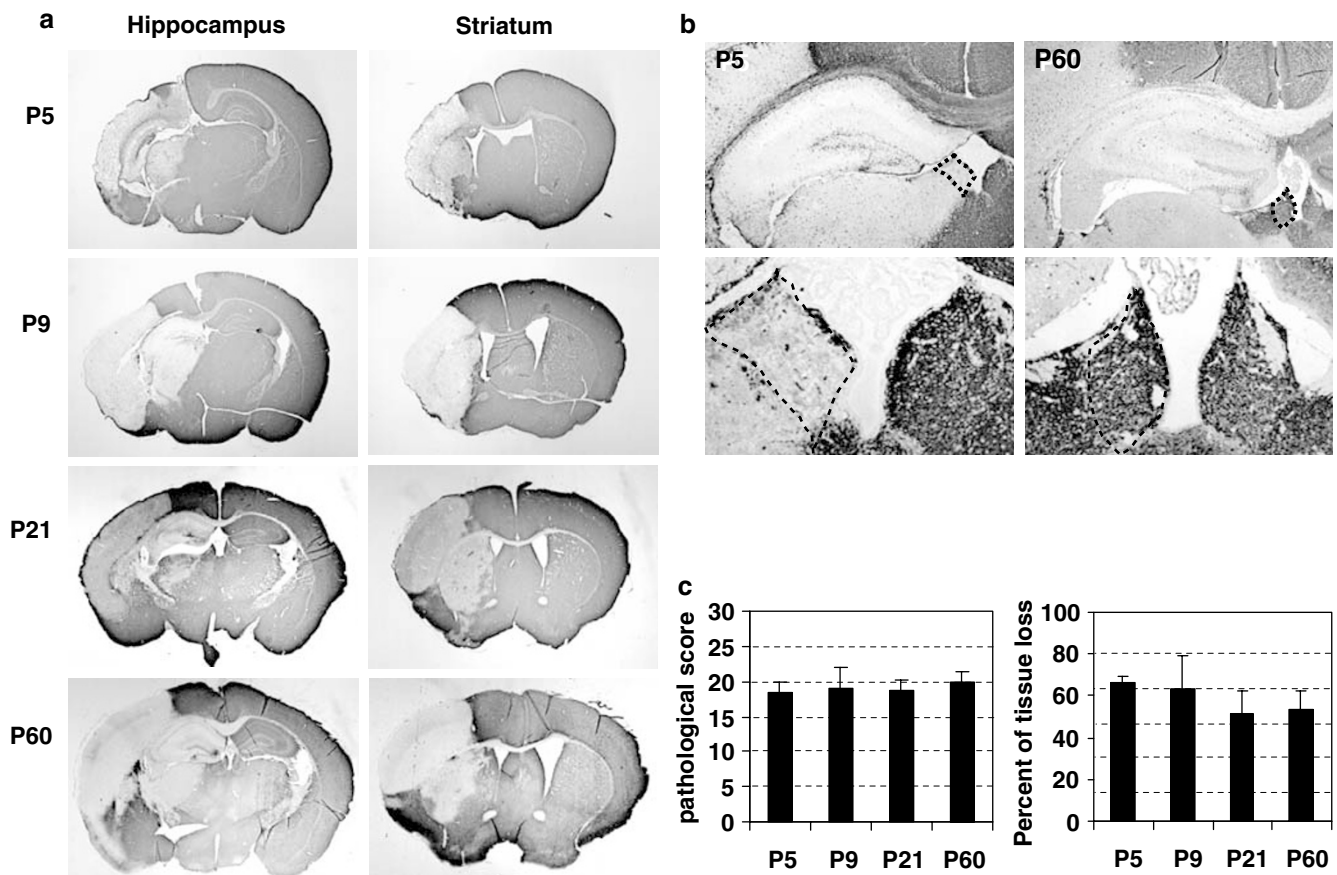 a
Hippocampus
Striatum
P5
P9
P21
P60
b
P5
P60
c
pathological score
30
25
20
15
10
5
0
P5 P9 P21 P60
Percent of tissue loss
100
80
60
40
20
0
P5 P9 P21 P60